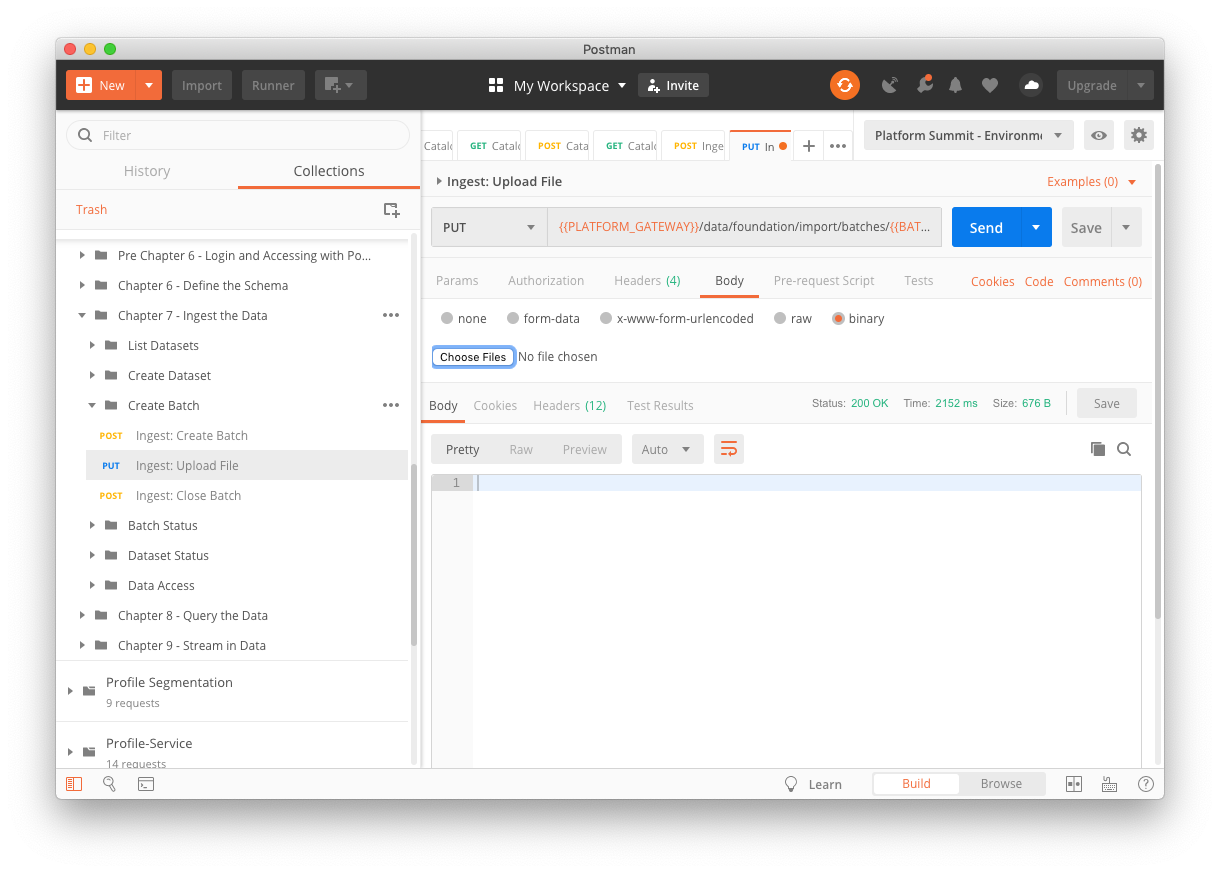 Postman
New
Import
Runner
My Workspace
Invite
Upgrade
Filter
History
Collections
Trash
Pre Chapter 6 - Login and Accessing with Po...
Chapter 6 - Define the Schema
Chapter 7 - Ingest the Data
List Datasets
Create Dataset
Create Batch
POST Ingest: Create Batch
PUT Ingest: Upload File
POST Ingest: Close Batch
Batch Status
Dataset Status
Data Access
Chapter 8 - Query the Data
Chapter 9 - Stream in Data
Profile Segmentation
9 requests
Profile-Service
14 requests
Catalo
GET Catalo
POST Cata
GET Catalo
POST Inge
PUT In
Platform Summit - Environme
Ingest: Upload File
Examples (0)
PUT
{{PLATFORM_GATEWAY}}/data/foundation/import/batches/{{BAT...
Send
Save
Params
Authorization
Headers (4)
Body
Pre-request Script
Tests
Cookies
Code
Comments (0)
none
form-data
x-www-form-urlencoded
raw
binary
Choose Files No file chosen
Body
Cookies
Headers (12)
Test Results
Status: 200 OK
Time: 2152 ms
Size: 676 B
Save
Pretty
Raw
Preview
Auto
1
Learn
Build
Browse